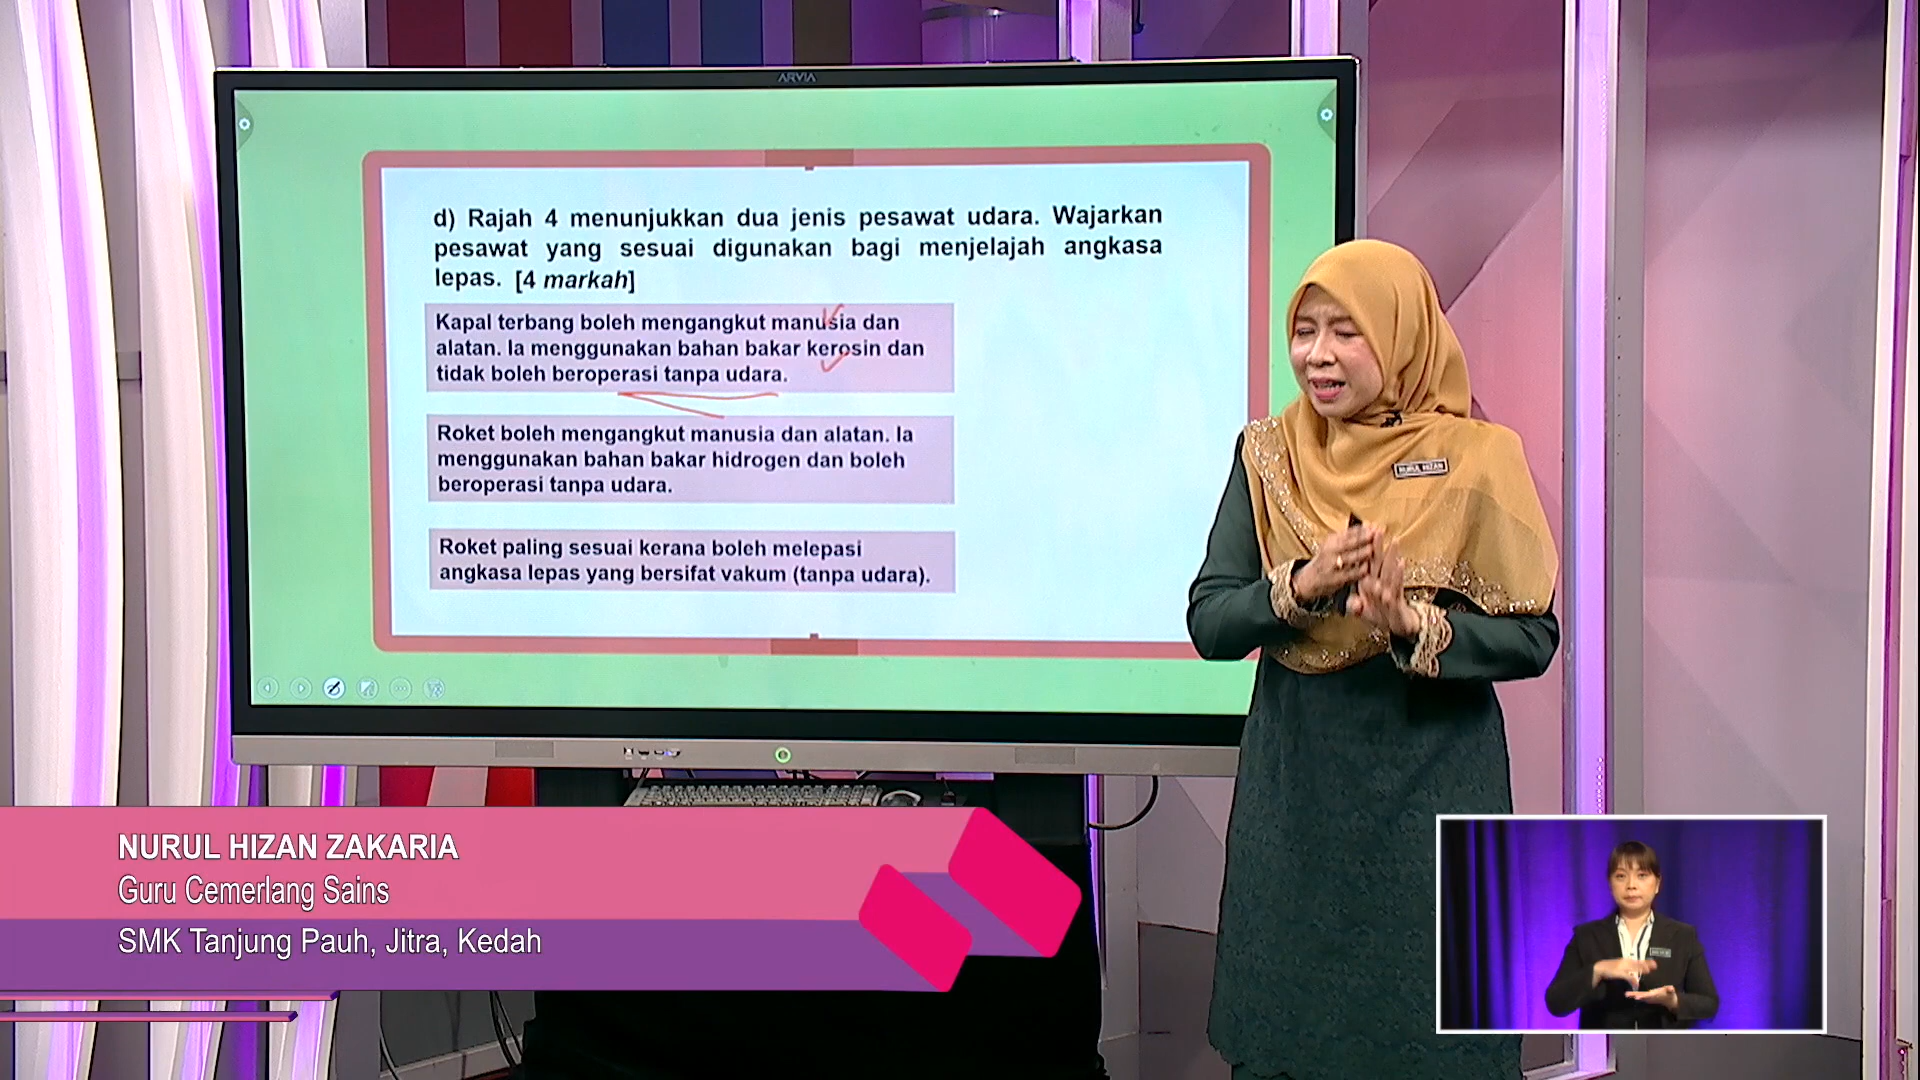 ARVIA
d) Rajah 4 menunjukkan dua jenis pesawat udara. Wajarkan
pesawat yang sesuai digunakan bagi menjelajah angkasa
lepas. [4 markah]
Kapal terbang boleh mengangkut manusia dan
alatan. Ia menggunakan bahan bakar kerosin dan
tidak boleh beroperasi tanpa udara.
Roket boleh mengangkut manusia dan alatan. Ia
menggunakan bahan bakar hidrogen dan boleh
beroperasi tanpa udara.
Roket paling sesuai kerana boleh melepasi
angkasa lepas yang bersifat vakum (tanpa udara).
NURUL HIZAN
NURUL HIZAN ZAKARIA
Guru Cemerlang Sains
SMK Tanjung Pauh, Jitra, Kedah